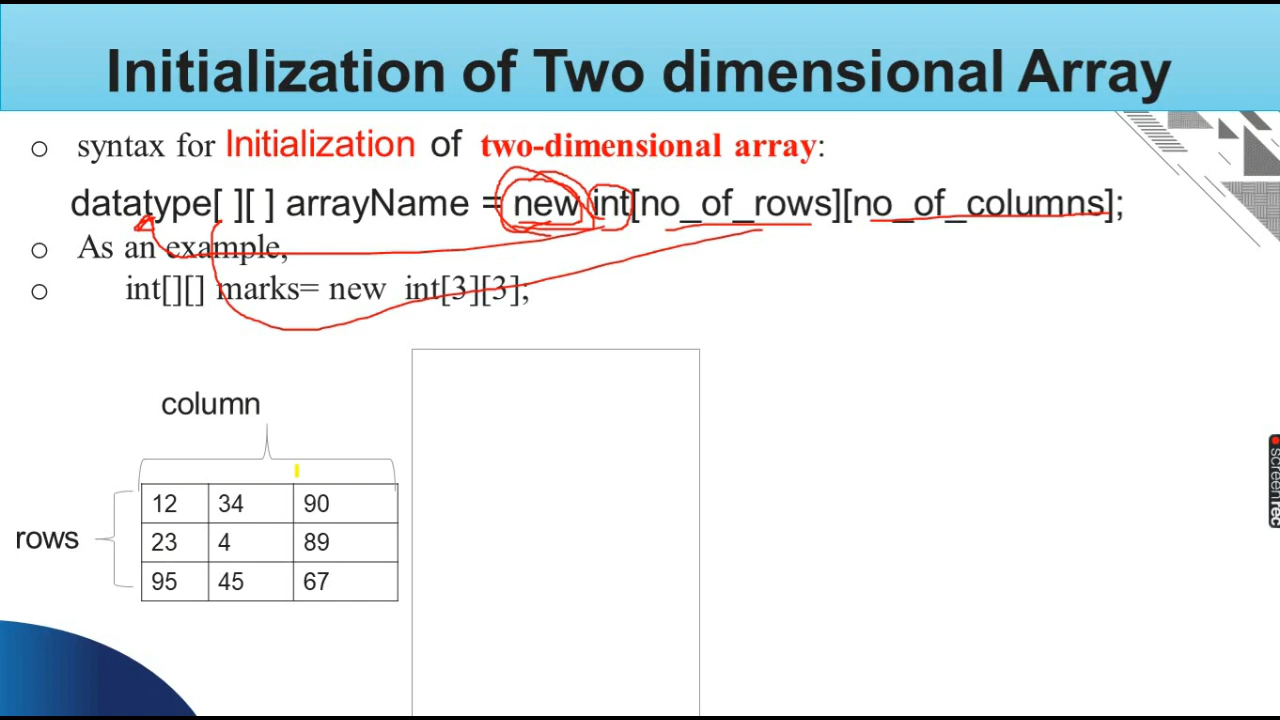 Initialization of Two dimensional Array
o syntax for Initialization of two-dimensional array:
datatype[ ][ ] arrayName = new int[no_of_rows][no_of_columns];
o As an example,
o int[][] marks= new int[3][3];
column
rows
12 34 90
23 4 89
95 45 67
screenrec